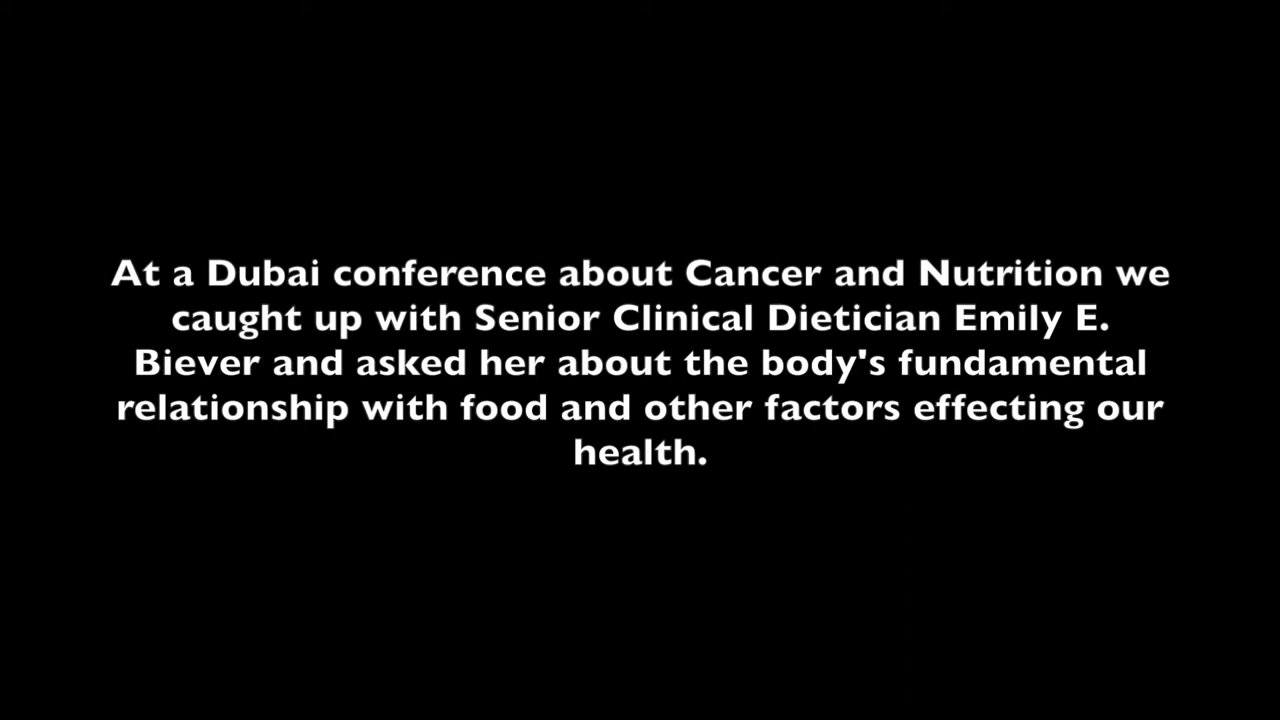 At a Dubai conference about Cancer and Nutrition we
caught up with Senior Clinical Dietician Emily E.
Biever and asked her about the body's fundamental
relationship with food and other factors effecting our
health.